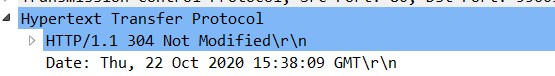 Hypertext Transfer Protocol
HTTP/1.1 304 Not Modified\r\n
Date: Thu, 22 Oct 2020 15:38:09 GMT\r\n